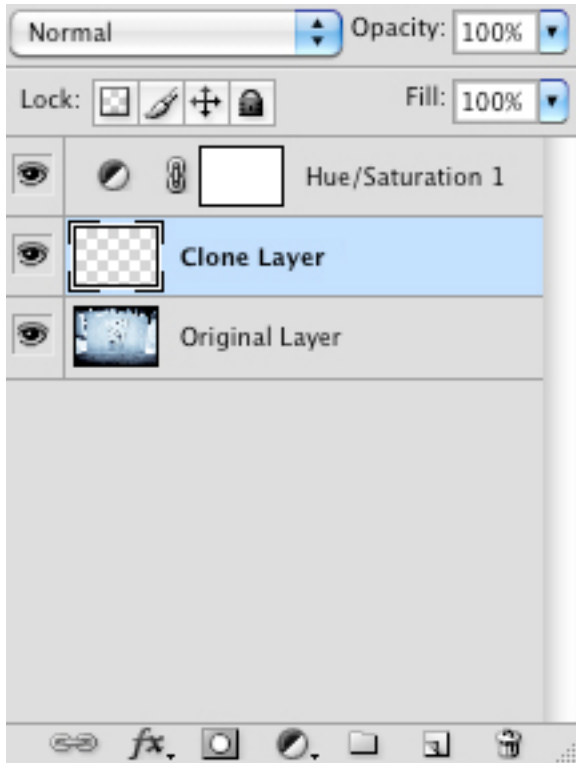 Normal Opacity: 100%
Lock: Fill: 100%
Hue/Saturation 1
Clone Layer
Original Layer
fx.